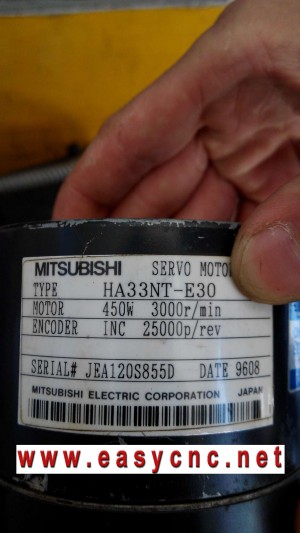 MITSUBISHI SERVO MOTOR
TYPE HA33NT-E30
MOTOR 450W 3000r/min
ENCODER INC 25000p/rev
SERIAL# JEA120S855D DATE 9608
MITSUBISHI ELECTRIC CORPORATION JAPAN
www.easycnc.net